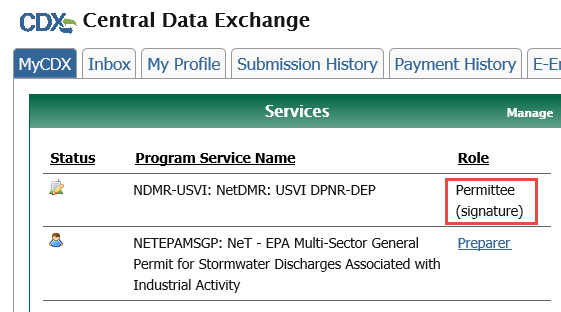 CDX Central Data Exchange
MyCDX Inbox My Profile Submission History Payment History E-En
Services Manage
Status Program Service Name Role
NDMR-USVI: NetDMR: USVI DPNR-DEP Permittee
(signature)
NETEPAMSGP: NeT - EPA Multi-Sector General Preparer
Permit for Stormwater Discharges Associated with
Industrial Activity